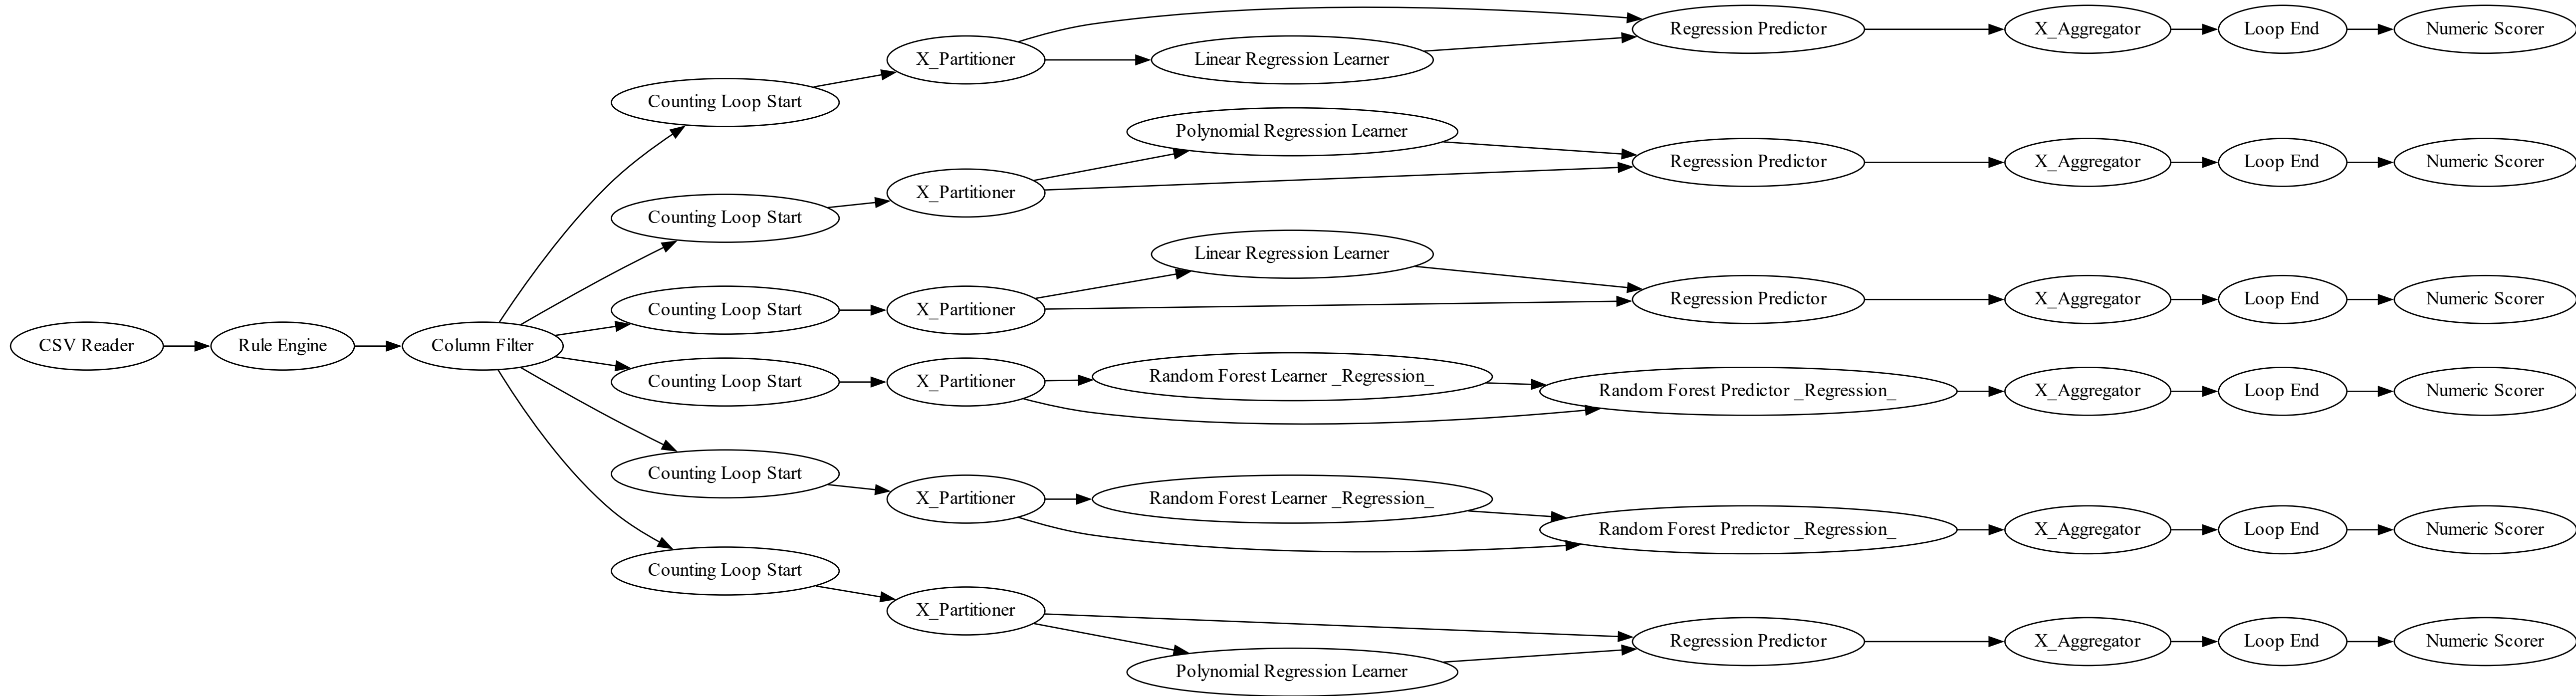 CSV Reader
Rule Engine
Column Filter
Counting Loop Start
X_Partitioner
Linear Regression Learner
Regression Predictor
X_Aggregator
Loop End
Numeric Scorer
Counting Loop Start
X_Partitioner
Polynomial Regression Learner
Regression Predictor
X_Aggregator
Loop End
Numeric Scorer
Counting Loop Start
X_Partitioner
Linear Regression Learner
Regression Predictor
X_Aggregator
Loop End
Numeric Scorer
Counting Loop Start
X_Partitioner
Random Forest Learner _Regression_
Random Forest Predictor _Regression_
X_Aggregator
Loop End
Numeric Scorer
Counting Loop Start
X_Partitioner
Random Forest Learner _Regression_
Random Forest Predictor _Regression_
X_Aggregator
Loop End
Numeric Scorer
Counting Loop Start
X_Partitioner
Polynomial Regression Learner
Regression Predictor
X_Aggregator
Loop End
Numeric Scorer